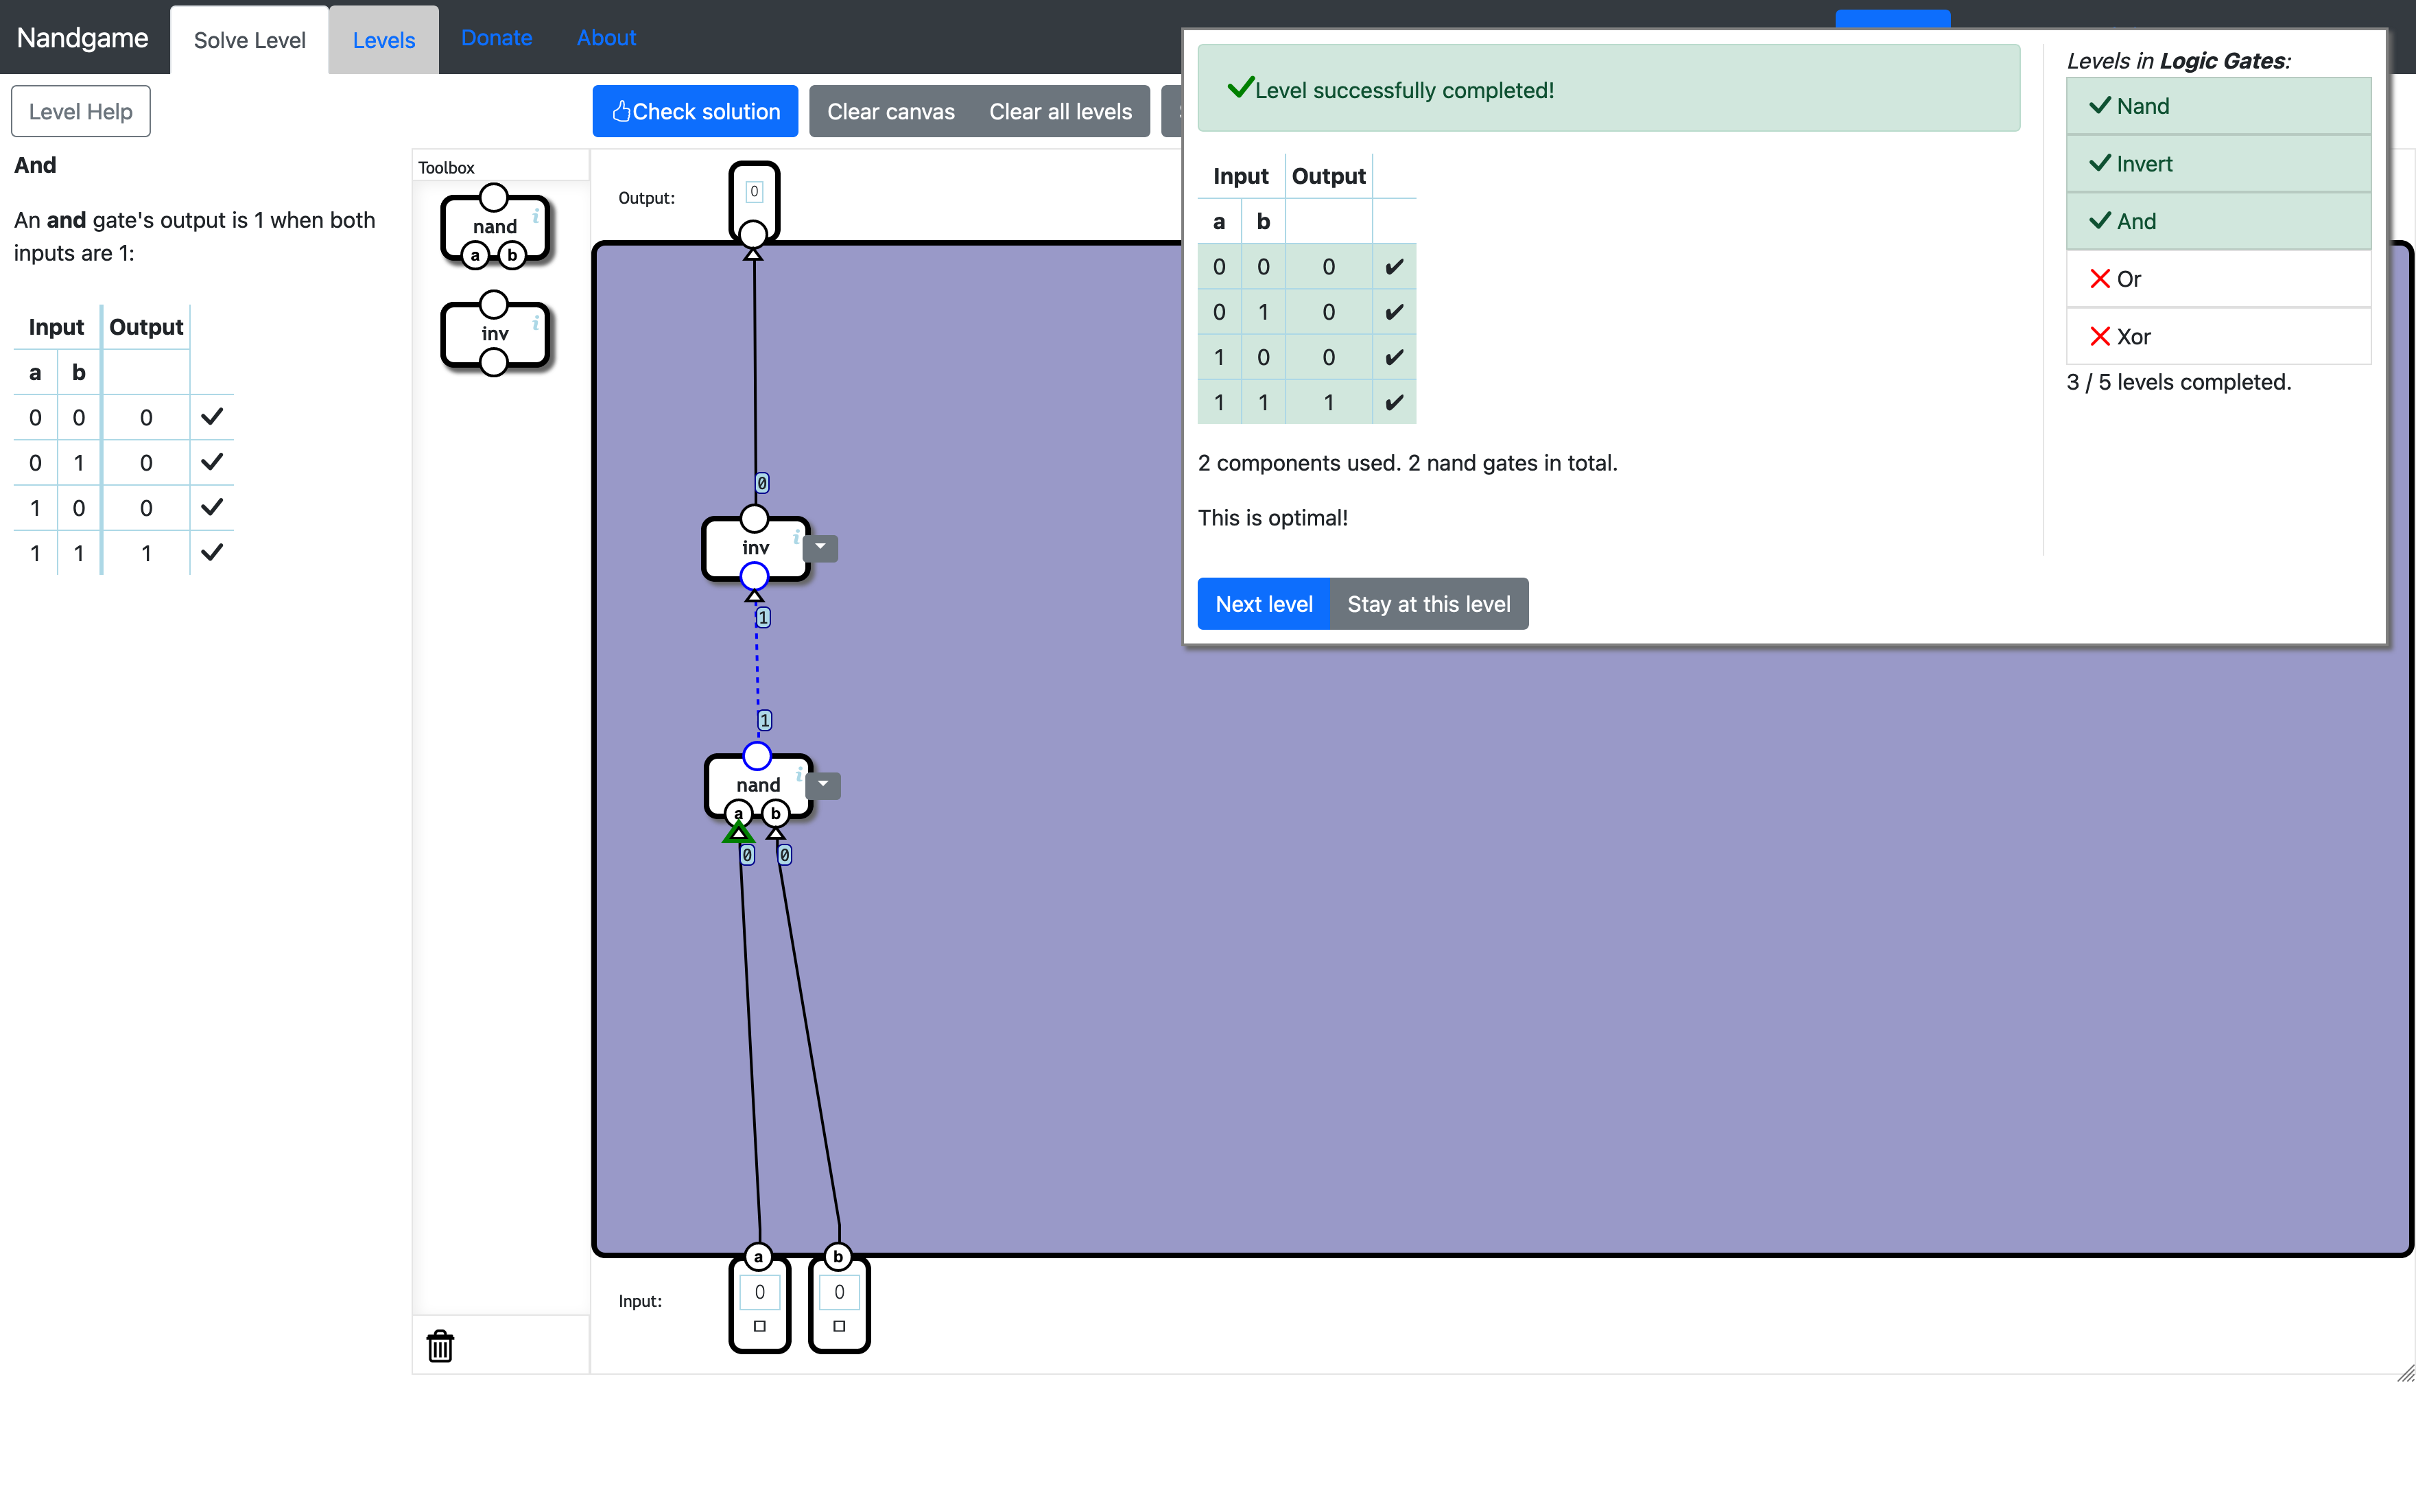 Nandgame Solve Level Levels Donate About
Level Help
Check solution Clear canvas Clear all levels
And
An and gate's output is 1 when both
inputs are 1:
Input Output
a b
0 0 0
0 1 0
1 0 0
1 1 1
Toolbox
nand
a b
inv
Output:
0
0
inv
1
1
nand
a b
0 0
a b
Input:
0 0
Level successfully completed!
Input Output
a b
0 0 0 ✔
0 1 0 ✔
1 0 0 ✔
1 1 1 ✔
2 components used. 2 nand gates in total.
This is optimal!
Next level Stay at this level
Levels in Logic Gates:
Nand
Invert
And
Or
Xor
3 / 5 levels completed.